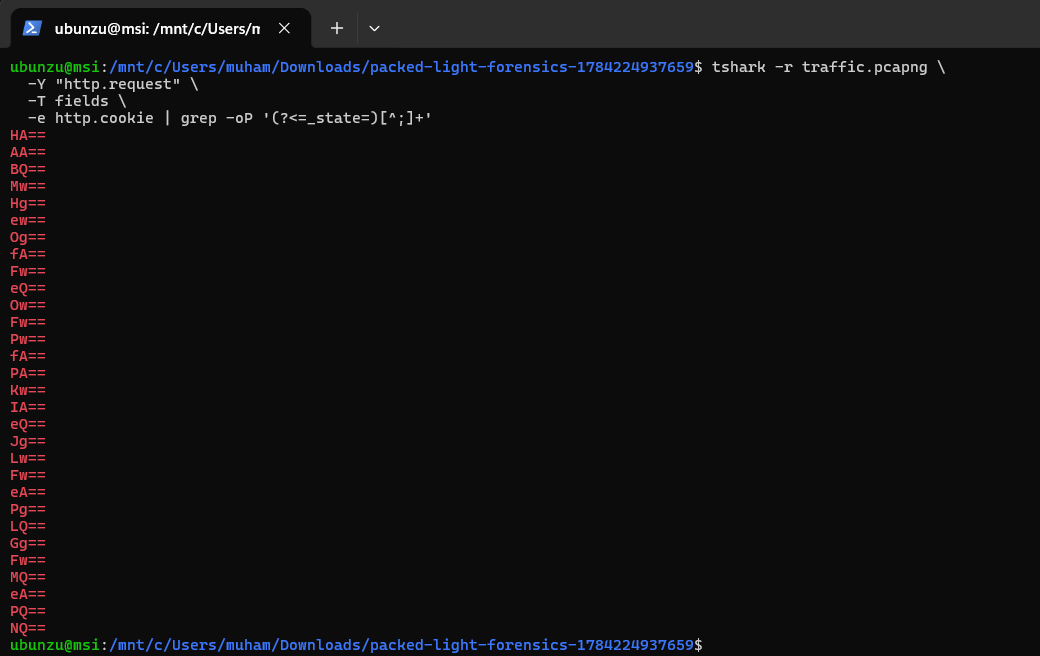 ubunzu@msi: /mnt/c/Users/m
ubunzu@msi:/mnt/c/Users/muham/Downloads/packed-light-forensics-1784224937659$ tshark -r traffic.pcapng \
  -Y "http.request" \
  -T fields \
  -e http.cookie | grep -oP '(?<=_state=)[^;]+'
HA==
AA==
BQ==
Mw==
Hg==
ew==
Og==
fA==
Fw==
eQ==
Ow==
Fw==
Pw==
fA==
PA==
Kw==
IA==
eQ==
Jg==
Lw==
Fw==
eA==
Pg==
LQ==
Gg==
Fw==
MQ==
eA==
PQ==
NQ==
ubunzu@msi:/mnt/c/Users/muham/Downloads/packed-light-forensics-1784224937659$